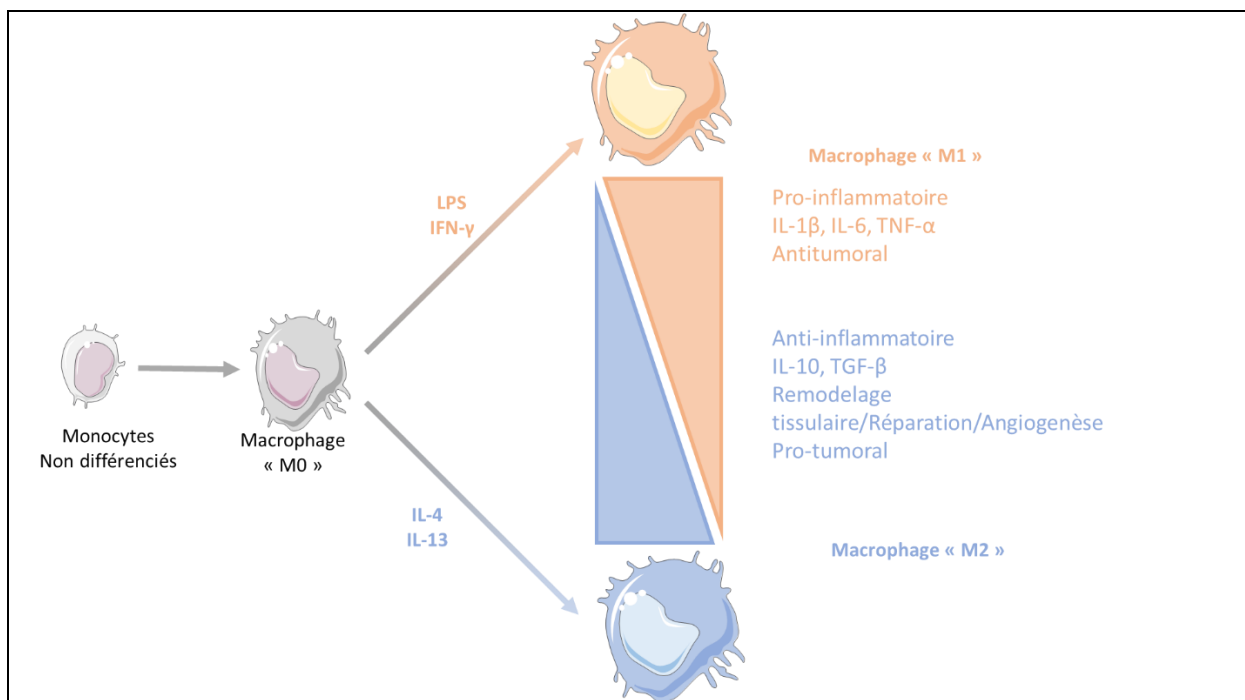 Macrophage « M1 »
LPS
IFN-γ
Pro-inflammatoire
IL-1β, IL-6, TNF-α
Antitumoral
Anti-inflammatoire
IL-10, TGF-β
Remodelage
tissulaire/Réparation/Angiogenèse
Pro-tumoral
Monocytes
Non différenciés
Macrophage
« M0 »
IL-4
IL-13
Macrophage « M2 »